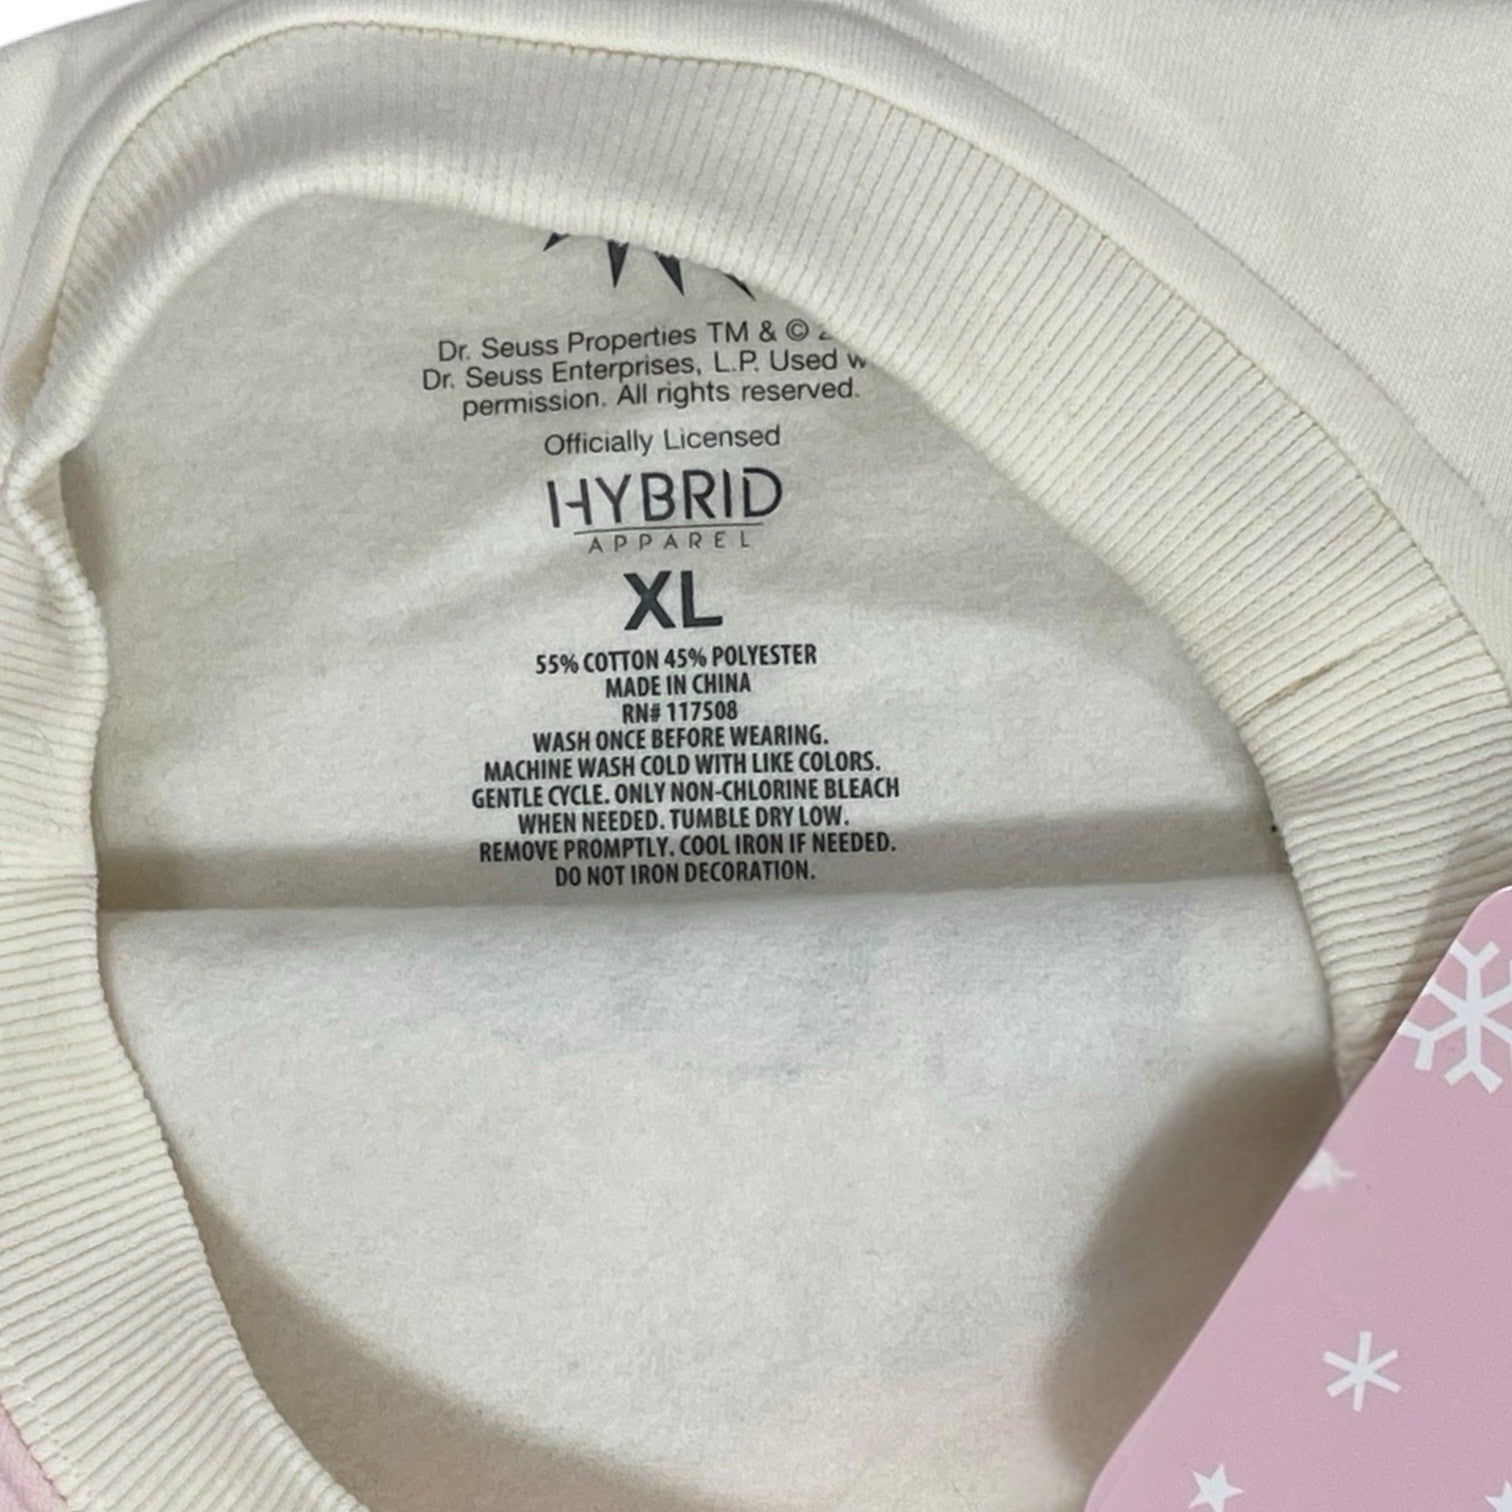 Dr. Seuss Properties TM & ©
Dr. Seuss Enterprises, L.P. Used
permission. All rights reserved.
Officially Licensed
HYBRID
APPAREL
XL
55% COTTON 45% POLYESTER
MADE IN CHINA
RN# 117508
WASH ONCE BEFORE WEARING.
MACHINE WASH COLD WITH LIKE COLORS.
GENTLE CYCLE. ONLY NON-CHLORINE BLEACH
WHEN NEEDED. TUMBLE DRY LOW.
REMOVE PROMPTLY. COOL IRON IF NEEDED.
DO NOT IRON DECORATION.